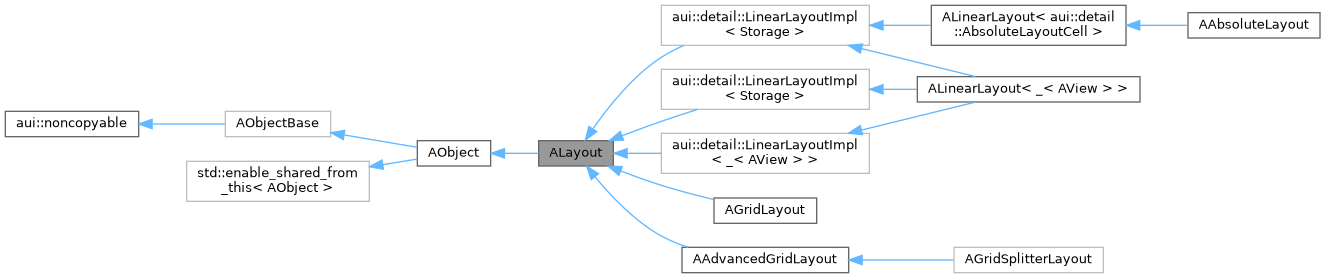 aui::noncopyable
AObjectBase
std::enable_shared_from
_this< AObject >
AObject
ALayout
aui::detail::LinearLayoutImpl
< Storage >
aui::detail::LinearLayoutImpl
< Storage >
aui::detail::LinearLayoutImpl
< _< AView > >
AGridLayout
AAdvancedGridLayout
ALinearLayout< aui::detail
::AbsoluteLayoutCell >
ALinearLayout< _< AView > >
AGridSplitterLayout
AAbsoluteLayout